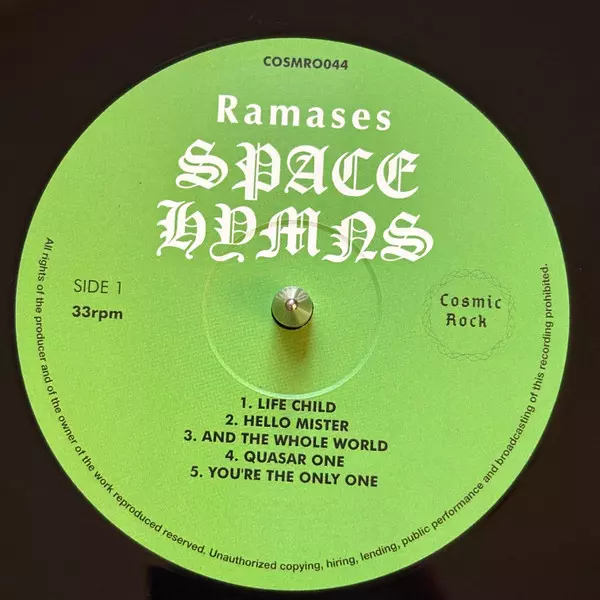 COSMRO044
Ramases
SPACE
HYMNS
SIDE 1
33rpm
Cosmic
Rock
1. LIFE CHILD
2. HELLO MISTER
3. AND THE WHOLE WORLD
4. QUASAR ONE
5. YOU'RE THE ONLY ONE
All rights of the producer and of the owner of the work reproduced reserved. Unauthorized copying, hiring, lending, public performance and broadcasting of this recording prohibited.